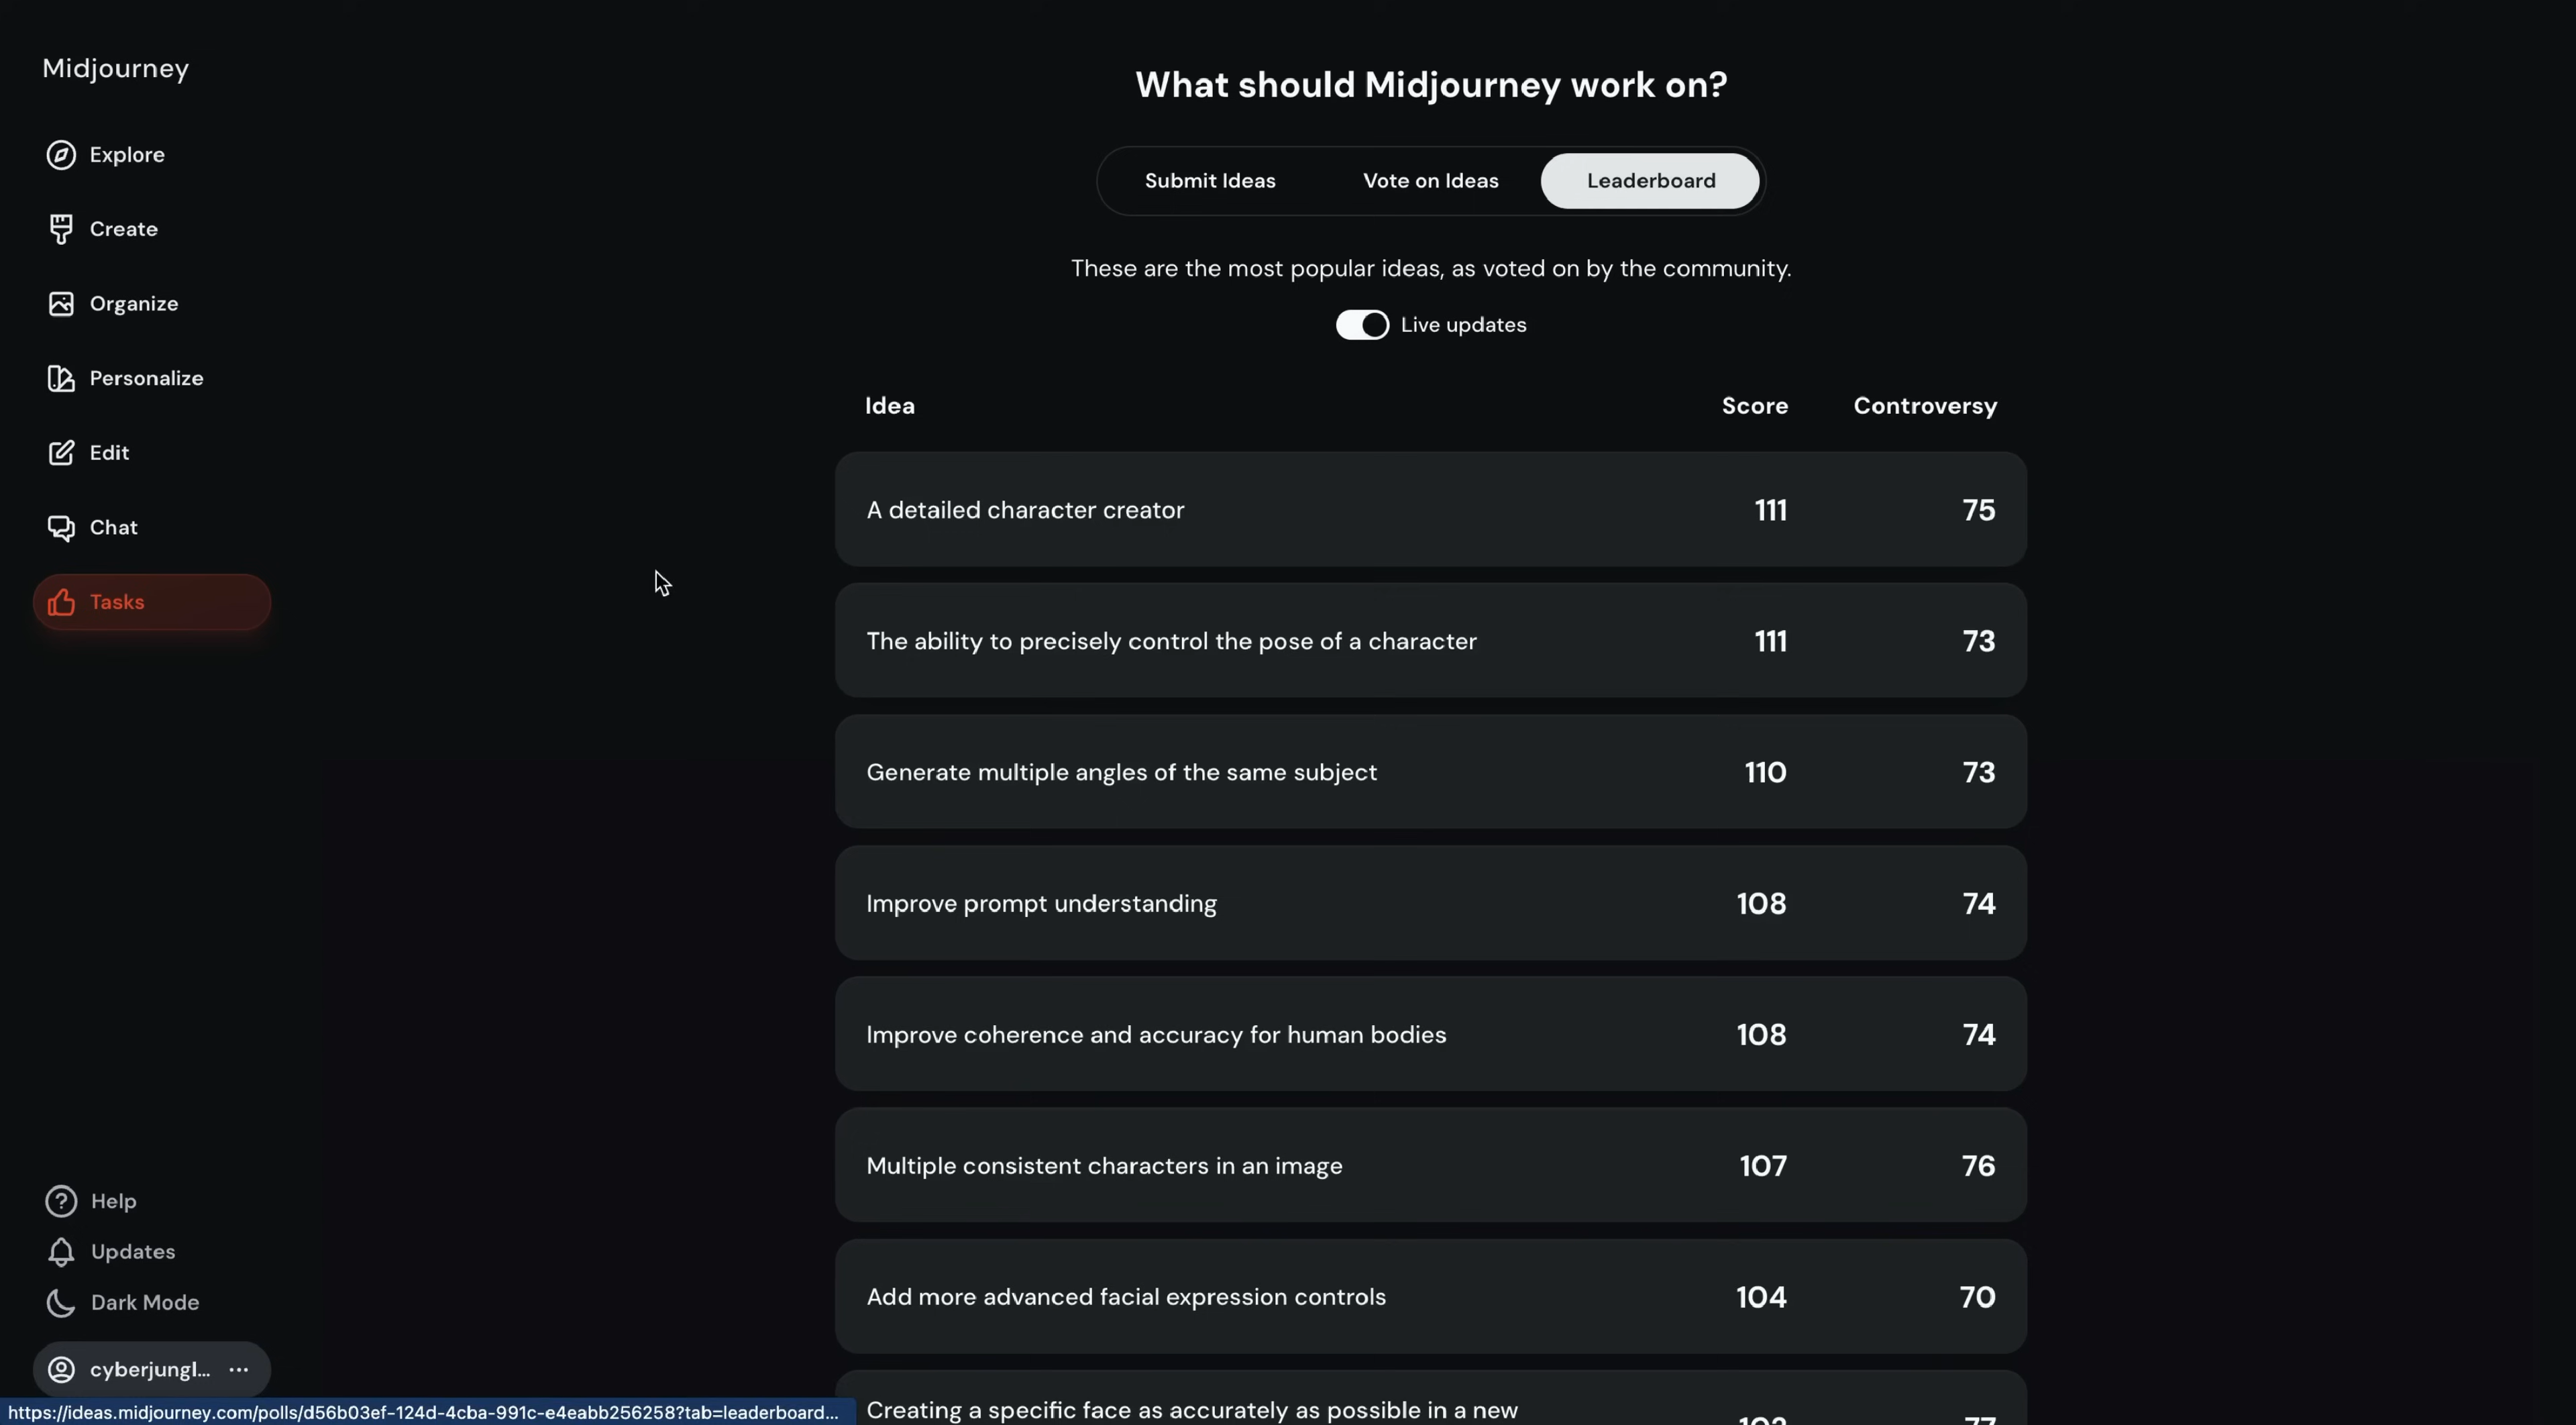 Midjourney
Explore
Create
Organize
Personalize
Edit
Chat
Tasks
Help
Updates
Dark Mode
cyberjungl... ...
https://ideas.midjourney.com/polls/d56b03ef-124d-4cba-991c-e4eabb256258?tab=leaderboard...
What should Midjourney work on?
Submit Ideas Vote on Ideas Leaderboard
These are the most popular ideas, as voted on by the community.
Live updates
Idea Score Controversy
A detailed character creator 111 75
The ability to precisely control the pose of a character 111 73
Generate multiple angles of the same subject 110 73
Improve prompt understanding 108 74
Improve coherence and accuracy for human bodies 108 74
Multiple consistent characters in an image 107 76
Add more advanced facial expression controls 104 70
Creating a specific face as accurately as possible in a new